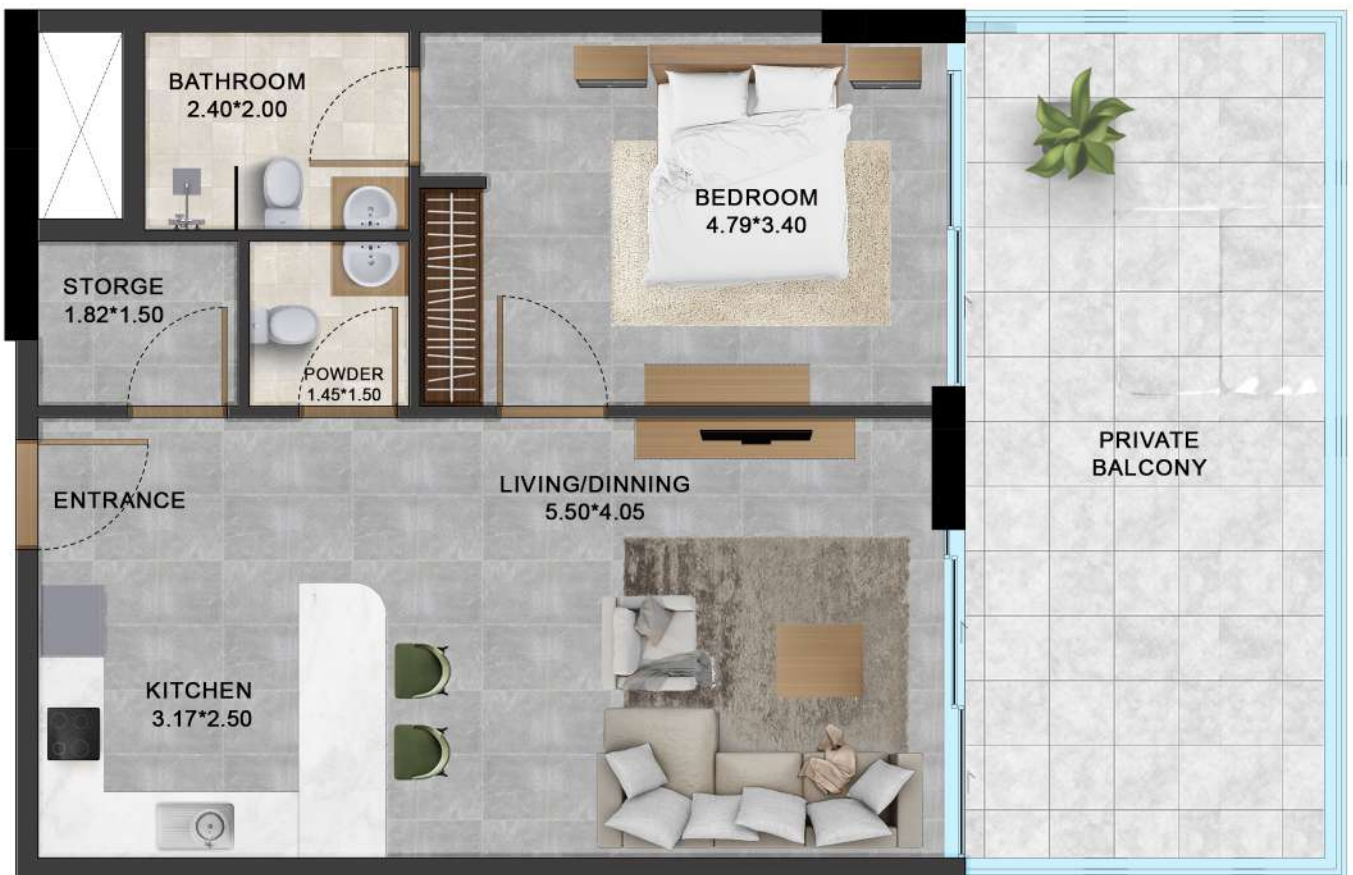 BATHROOM
2.40*2.00
BEDROOM
4.79*3.40
STORGE
1.82*1.50
POWDER
1.45*1.50
ENTRANCE
LIVING/DINNING
5.50*4.05
PRIVATE
BALCONY
KITCHEN
3.17*2.50